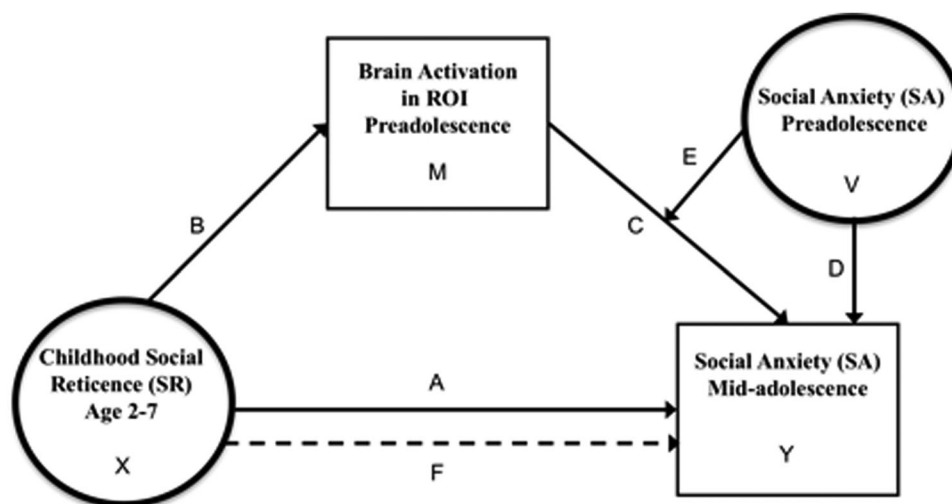 Brain Activation
in ROI
Preadolescence
M
Social Anxiety (SA)
Preadolescence
V
E
B
C
D
Childhood Social
Reticence (SR)
Age 2-7
X
A
F
Social Anxiety (SA)
Mid-adolescence
Y